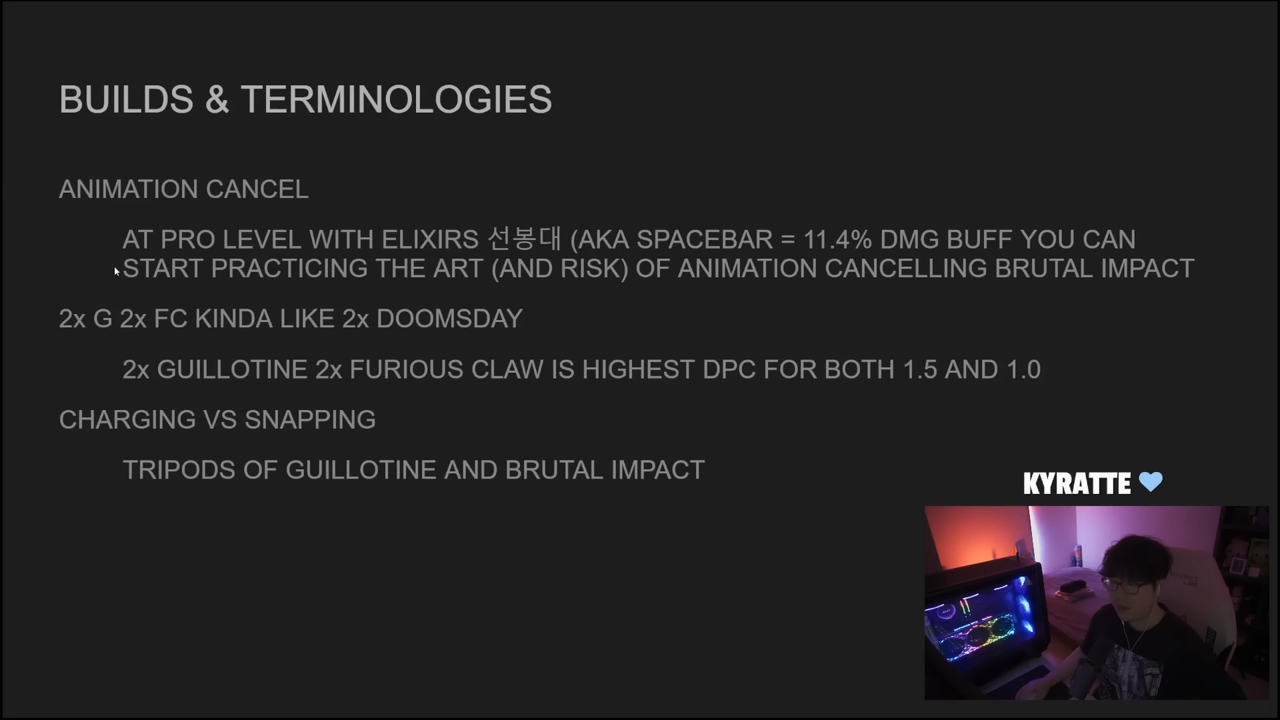 BUILDS & TERMINOLOGIES
ANIMATION CANCEL
AT PRO LEVEL WITH ELIXIRS 선봉대 (AKA SPACEBAR = 11.4% DMG BUFF YOU CAN
START PRACTICING THE ART (AND RISK) OF ANIMATION CANCELLING BRUTAL IMPACT
2x G 2x FC KINDA LIKE 2x DOOMSDAY
2x GUILLOTINE 2x FURIOUS CLAW IS HIGHEST DPC FOR BOTH 1.5 AND 1.0
CHARGING VS SNAPPING
TRIPODS OF GUILLOTINE AND BRUTAL IMPACT
KYRATTE